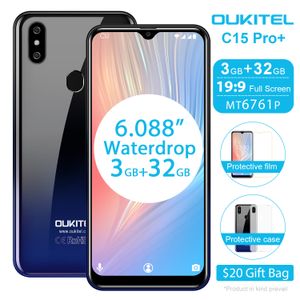 OUKITEL
C15 Pro+
3GB+32GB
19:9 Full Screen
MT6761P
6.088”
Waterdrop
3GB+32GB
Protective film
OUKITEL
Protective case
$20 Gift Bag
*Product in kind prevail